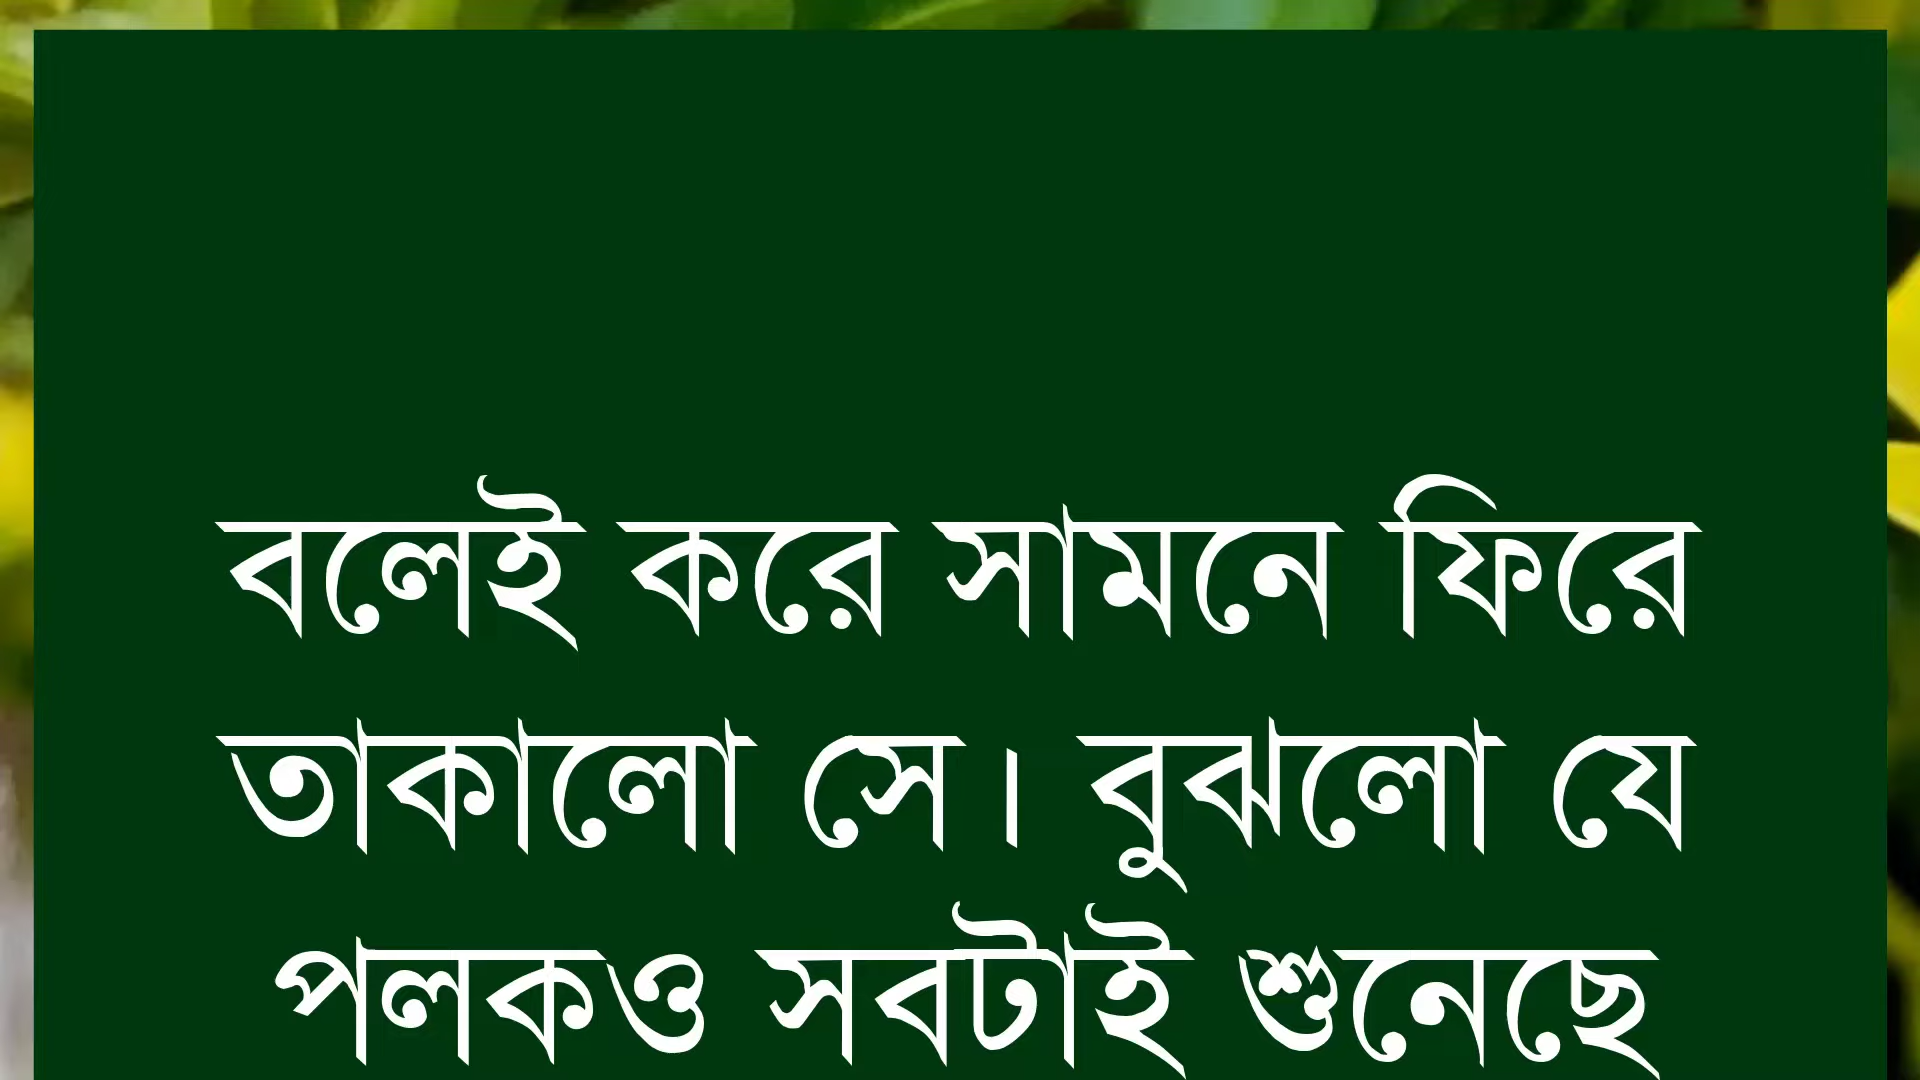 বলেই করে সামনে ফিরে
তাকালো সে। বুঝলো যে
পলকও সবটাই শুনেছে